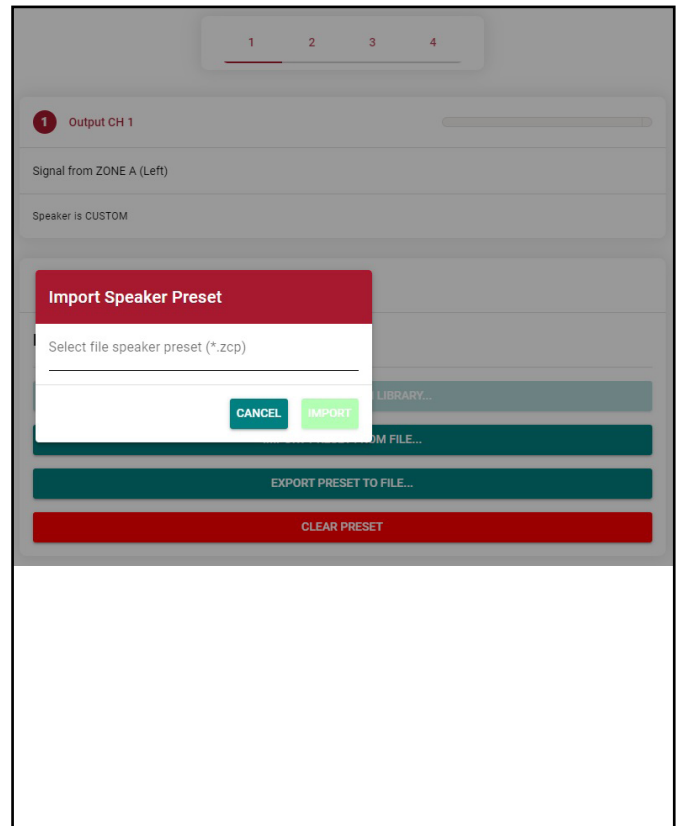 1 2 3 4
1 Output CH 1
Signal from ZONE A (Left)
Speaker is CUSTOM
Import Speaker Preset
Select file speaker preset (*.zcp)
LIBRARY...
CANCEL IMPORT
FILE...
EXPORT PRESET TO FILE...
CLEAR PRESET